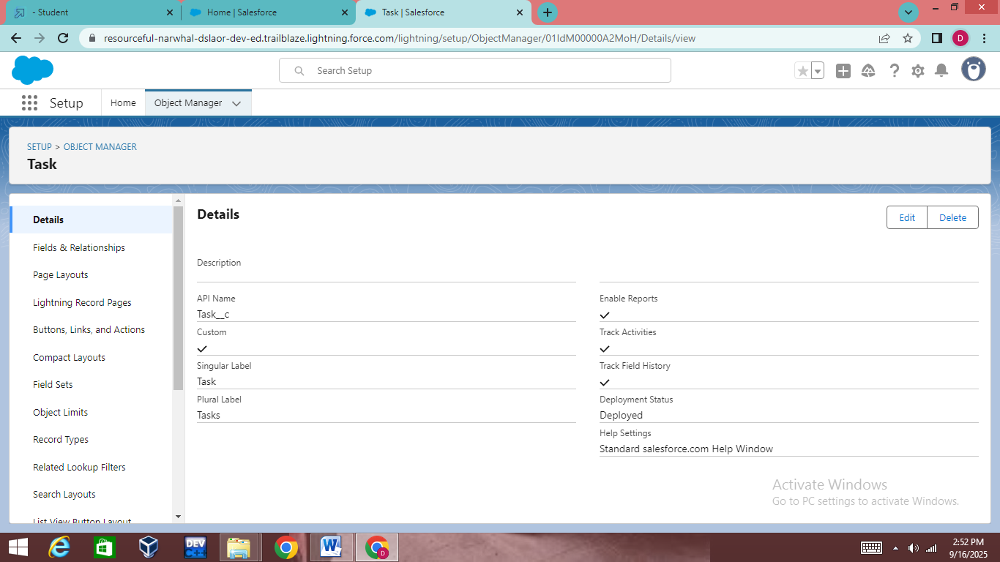 - Student
Home | Salesforce
Task | Salesforce
resourceful-narwhal-dslaor-dev-ed.trailblaze.lightning.force.com/lightning/setup/ObjectManager/01IdM00000A2MoH/Details/view
D
Search Setup
Setup
Home
Object Manager
SETUP > OBJECT MANAGER
Task
Details
Fields & Relationships
Page Layouts
Lightning Record Pages
Buttons, Links, and Actions
Compact Layouts
Field Sets
Object Limits
Record Types
Related Lookup Filters
Search Layouts
List View Button Layout
Details
Edit
Delete
Description
API Name
Task__c
Custom
Singular Label
Task
Plural Label
Tasks
Enable Reports
Track Activities
Track Field History
Deployment Status
Deployed
Help Settings
Standard salesforce.com Help Window
Activate Windows
Go to PC settings to activate Windows.
DEV
D
2:52 PM
9/16/2025